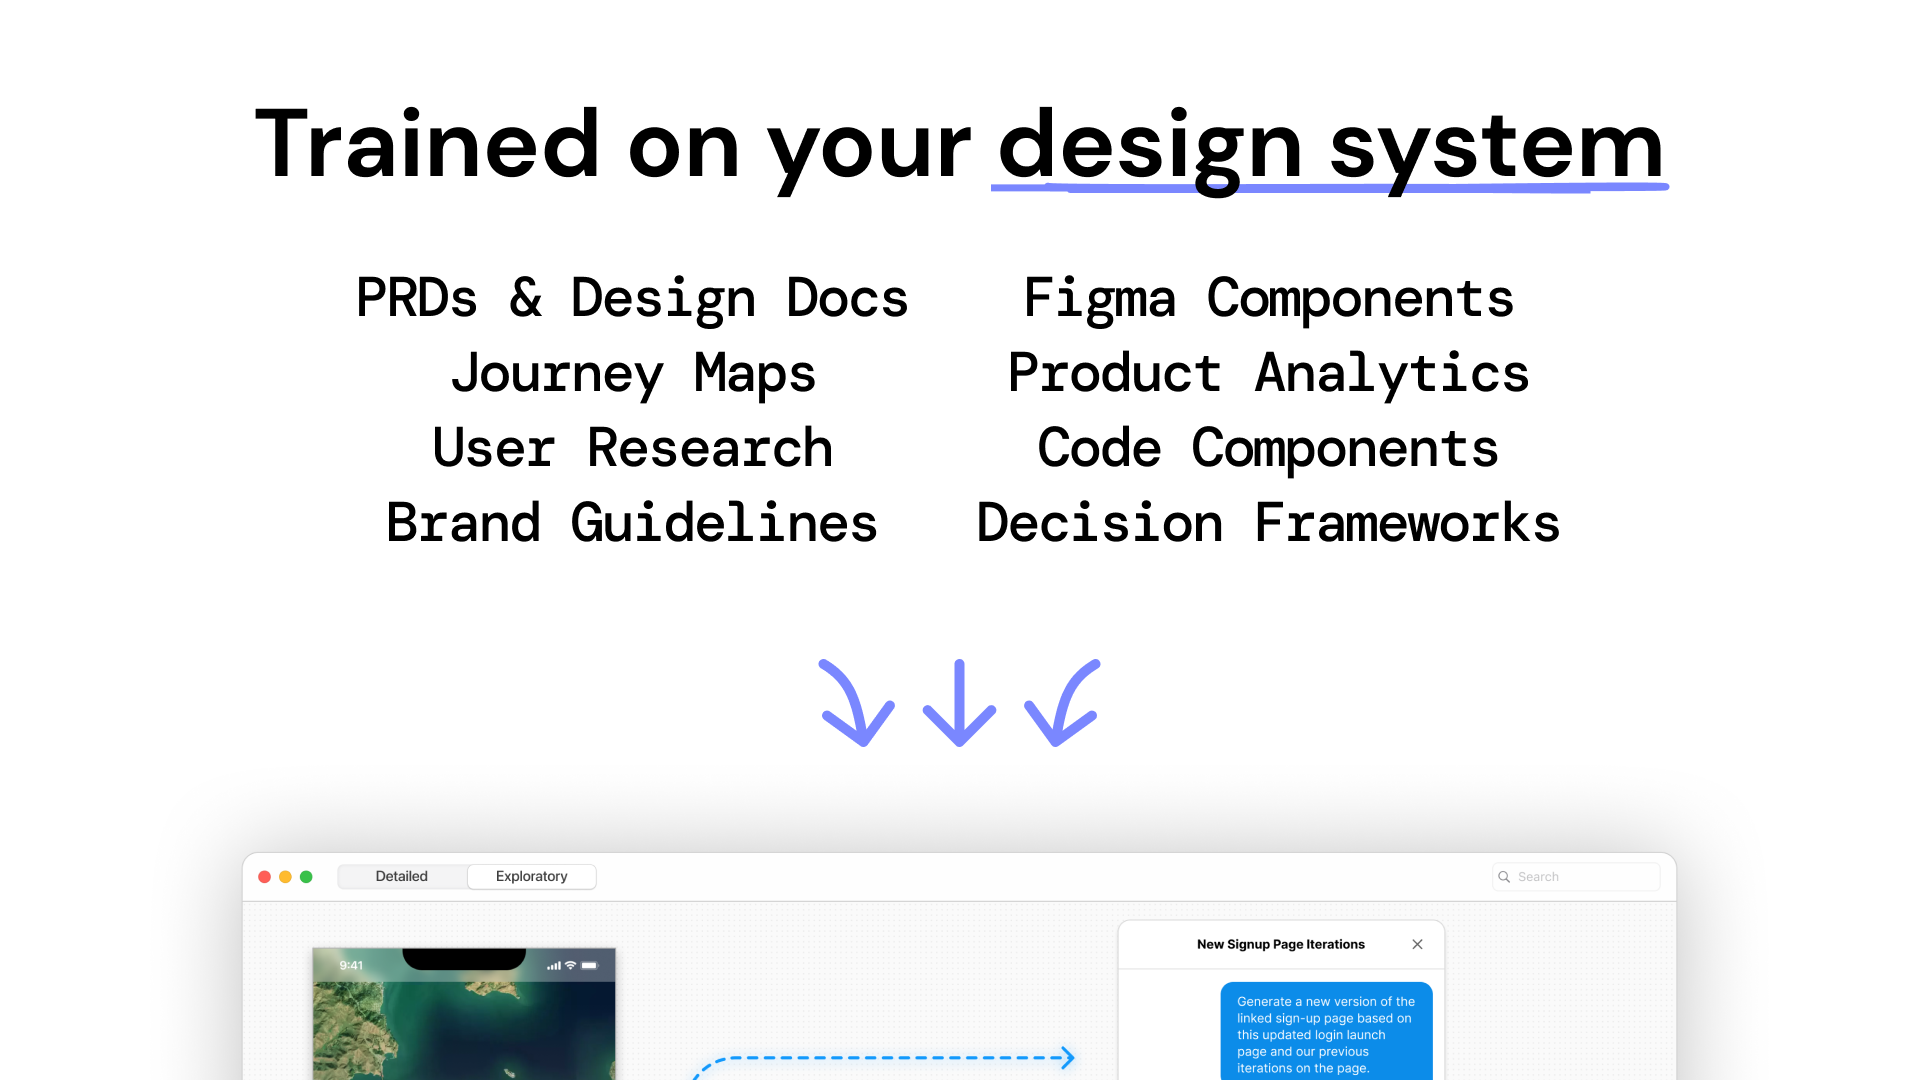 Trained on your design system
PRDs & Design Docs
Journey Maps
User Research
Brand Guidelines
Figma Components
Product Analytics
Code Components
Decision Frameworks
Detailed
Exploratory
Search
9:41
New Signup Page Iterations
Generate a new version of the
linked sign-up page based on
this updated login launch
page and our previous
iterations on the page.